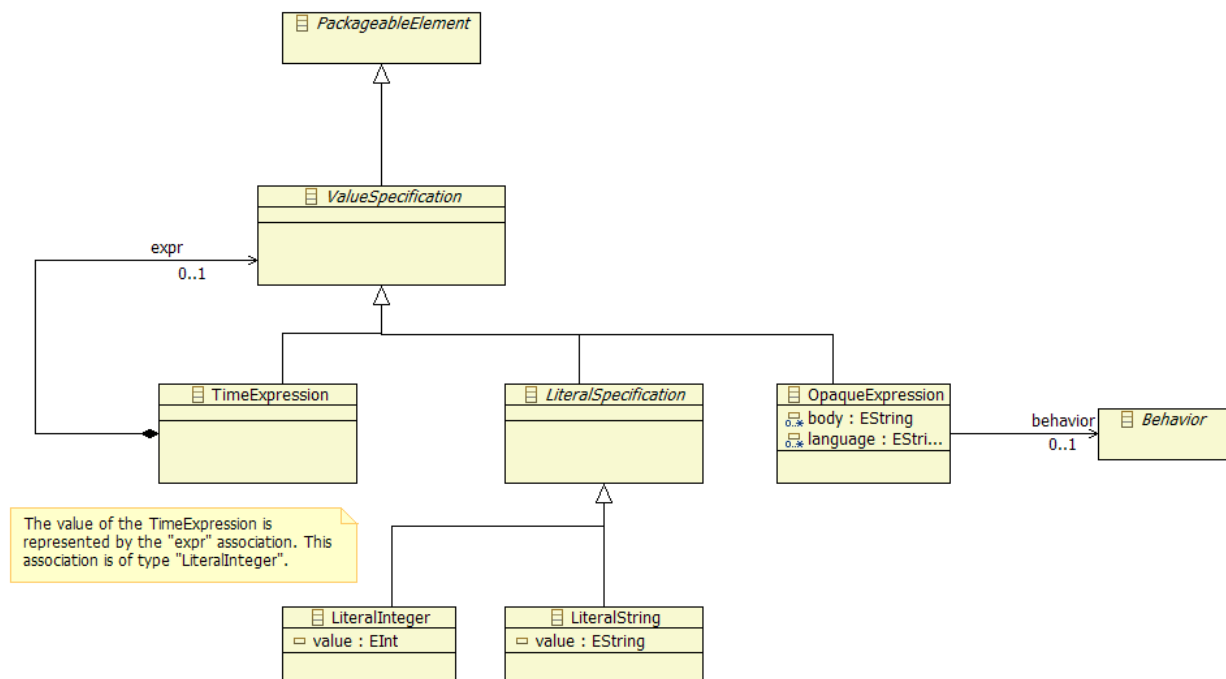 PackageableElement
ValueSpecification
expr
0..1
TimeExpression
LiteralSpecification
OpaqueExpression
0..* body : EString
0..* language : EStri...
behavior
0..1
Behavior
The value of the TimeExpression is
represented by the "expr" association. This
association is of type "LiteralInteger".
LiteralInteger
value : EInt
LiteralString
value : EString